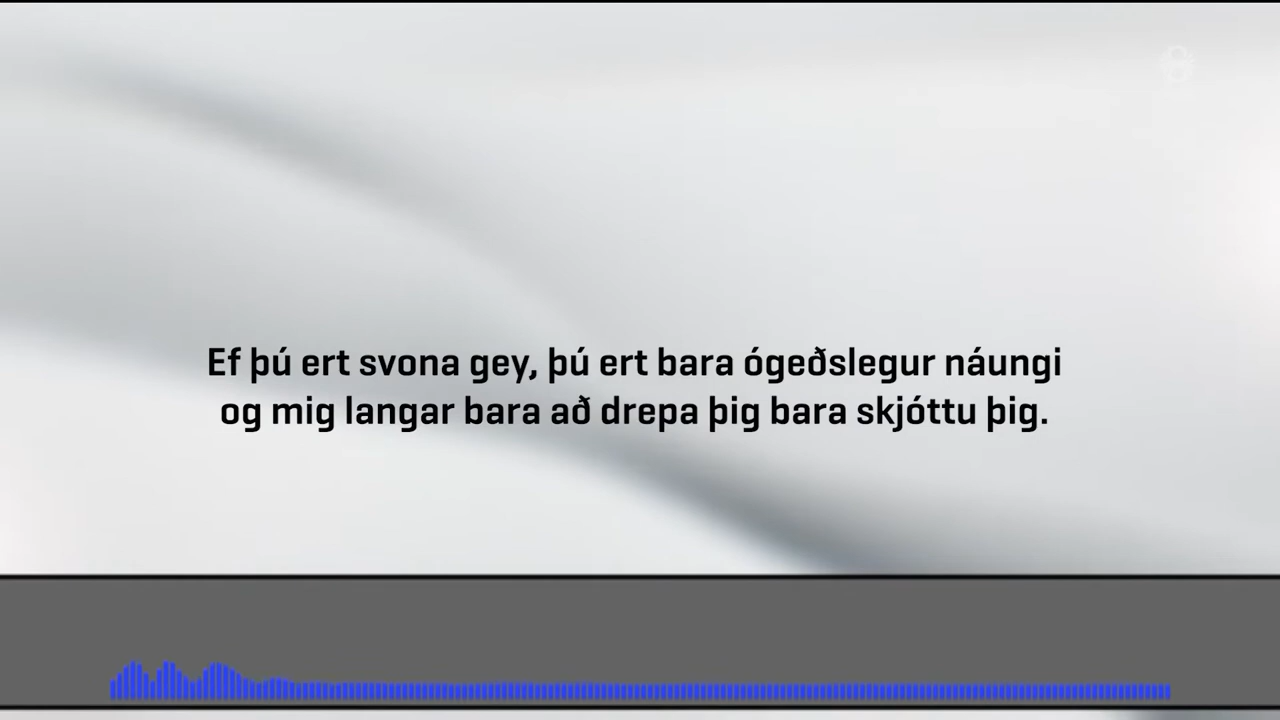 Ef þú ert svona gey, þú ert bara ógeðslegur náungi
og mig langar bara að drepa þig bara skjóttu þig.